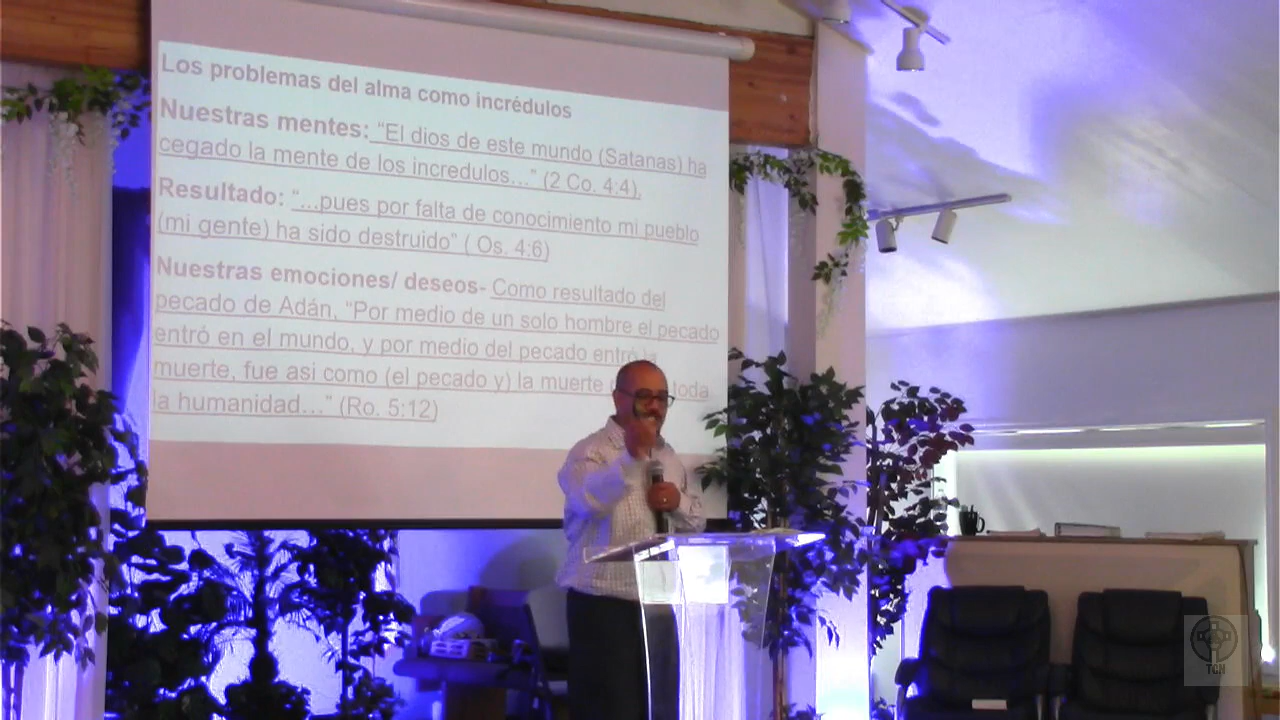 Los problemas del alma como incrédulos
Nuestras mentes: “El dios de este mundo (Satanas) ha
cegado la mente de los incredulos…” (2 Co. 4:4).
Resultado: “...pues por falta de conocimiento mi pueblo
(mi gente) ha sido destruido” ( Os. 4:6)
Nuestras emociones/ deseos- Como resultado del
pecado de Adán, “Por medio de un solo hombre el pecado
entró en el mundo, y por medio del pecado entró la
muerte, fue asi como (el pecado y) la muerte toda
la humanidad…” (Ro. 5:12)
TCN